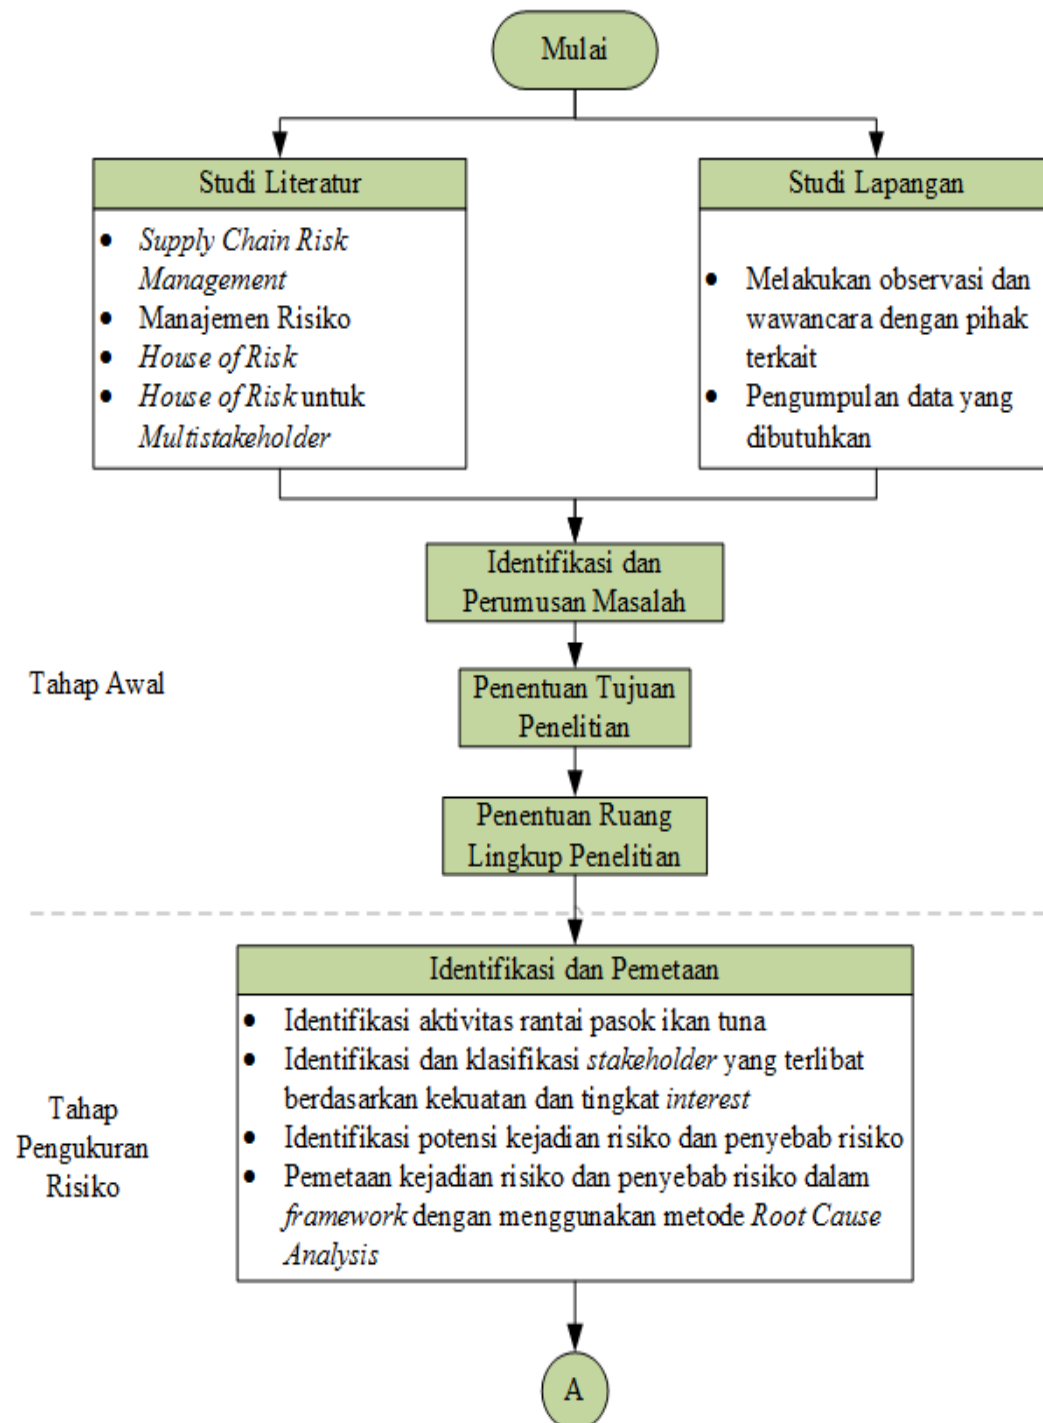 Mulai
Studi Literatur
• Supply Chain Risk
Management
• Manajemen Risiko
• House of Risk
• House of Risk untuk
Multistakeholder
Studi Lapangan
• Melakukan observasi dan
wawancara dengan pihak
terkait
• Pengumpulan data yang
dibutuhkan
Identifikasi dan
Perumusan Masalah
Tahap Awal
Penentuan Tujuan
Penelitian
Penentuan Ruang
Lingkup Penelitian
Tahap
Pengukuran
Risiko
Identifikasi dan Pemetaan
• Identifikasi aktivitas rantai pasok ikan tuna
• Identifikasi dan klasifikasi stakeholder yang terlibat
berdasarkan kekuatan dan tingkat interest
• Identifikasi potensi kejadian risiko dan penyebab risiko
• Pemetaan kejadian risiko dan penyebab risiko dalam
framework dengan menggunakan metode Root Cause
Analysis
A